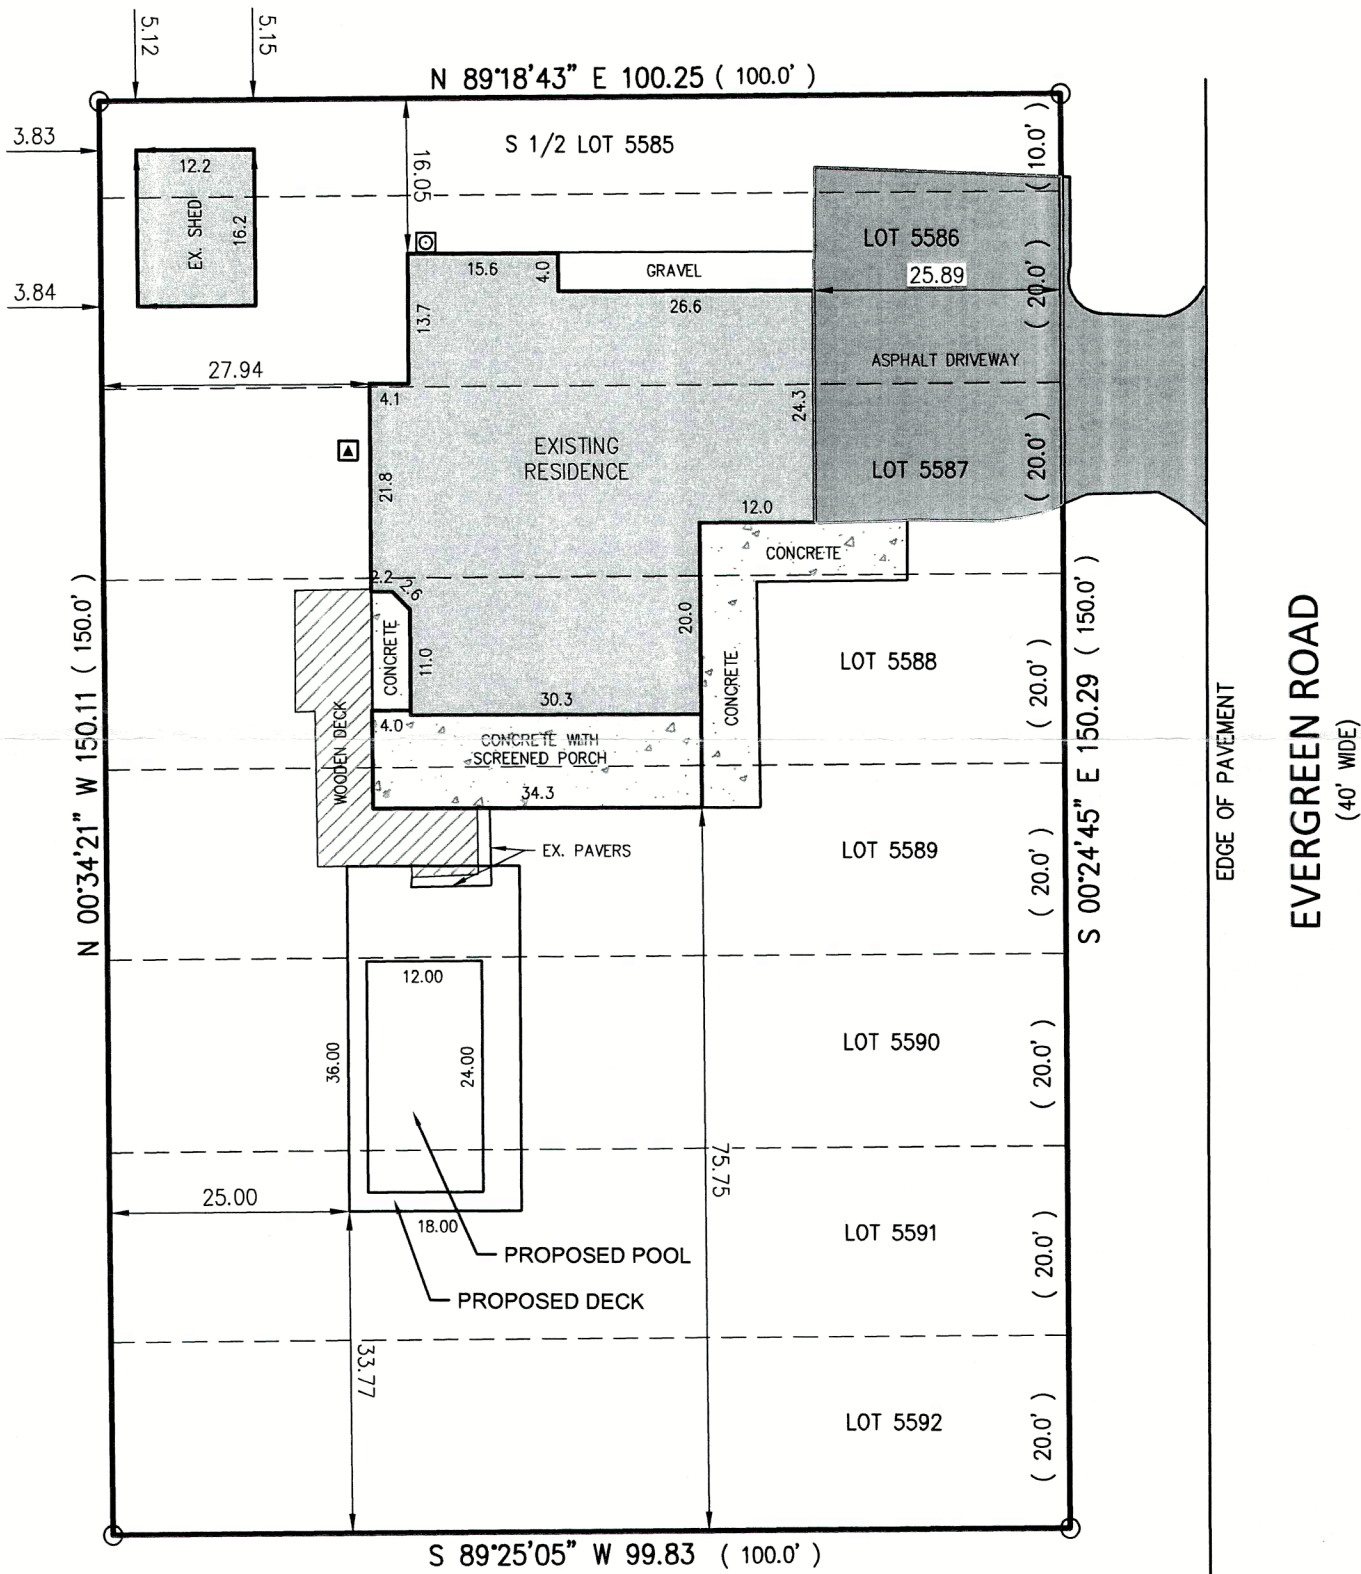 5.12
5.15
N 89°18'43" E 100.25 ( 100.0' )
3.83
12.2
EX. SHED
16.2
3.84
16.05
S 1/2 LOT 5585
( 10.0' )
15.6
4.0
GRAVEL
LOT 5586
25.89
( 20.0' )
13.7
26.6
ASPHALT DRIVEWAY
27.94
4.1
24.3
EXISTING
RESIDENCE
LOT 5587
( 20.0' )
21.8
12.0
CONCRETE
2.2
2.6
CONCRETE
11.0
20.0
CONCRETE
LOT 5588
( 20.0' )
30.3
WOODEN DECK
4.0
CONCRETE WITH
SCREENED PORCH
34.3
N 00°34'21" W 150.11 ( 150.0' )
S 00°24'45" E 150.29 ( 150.0' )
EDGE OF PAVEMENT
EVERGREEN ROAD
(40' WIDE)
EX. PAVERS
LOT 5589
( 20.0' )
12.00
36.00
24.00
LOT 5590
( 20.0' )
75.75
25.00
18.00
PROPOSED POOL
PROPOSED DECK
LOT 5591
( 20.0' )
33.77
LOT 5592
( 20.0' )
S 89°25'05" W 99.83 ( 100.0' )